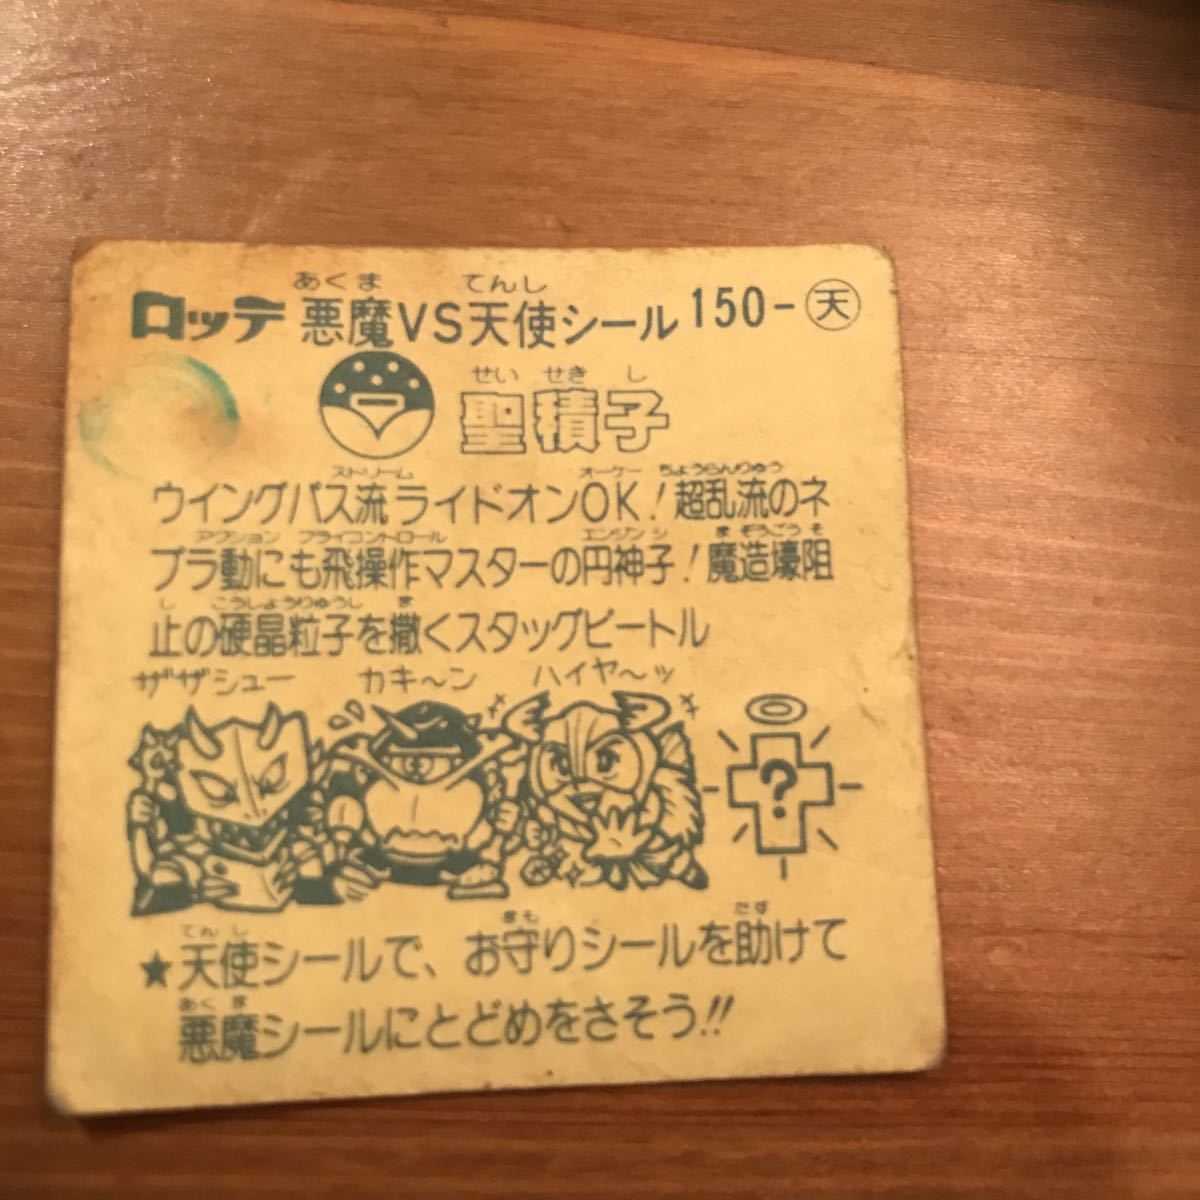 あくま てんし
ロッテ 悪魔VS天使シール 150-天
せい せき し
聖積子
ストリーム オーケー ちょうらんりゅう
ウイングパス流ライドオンOK!超乱流のネ
アクション フライコントロール エンジンシ まぞうごうそ
ブラ動にも飛操作マスターの円神子!魔造壕阻
し こうしょうりゅうし ま
止の硬晶粒子を撒くスタッグビートル
ザザシュー カキ〜ン ハイヤ〜ッ
?
てんし まも たす
★天使シールで、お守りシールを助けて
あくま
悪魔シールにとどめをさそう!!